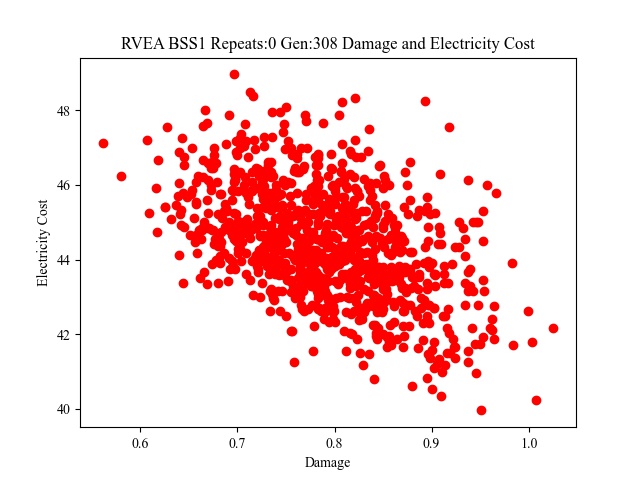 RVEA BSS1 Repeats:0 Gen:308 Damage and Electricity Cost
48
46
44
42
40
Electricity Cost
0.6 0.7 0.8 0.9 1.0
Damage